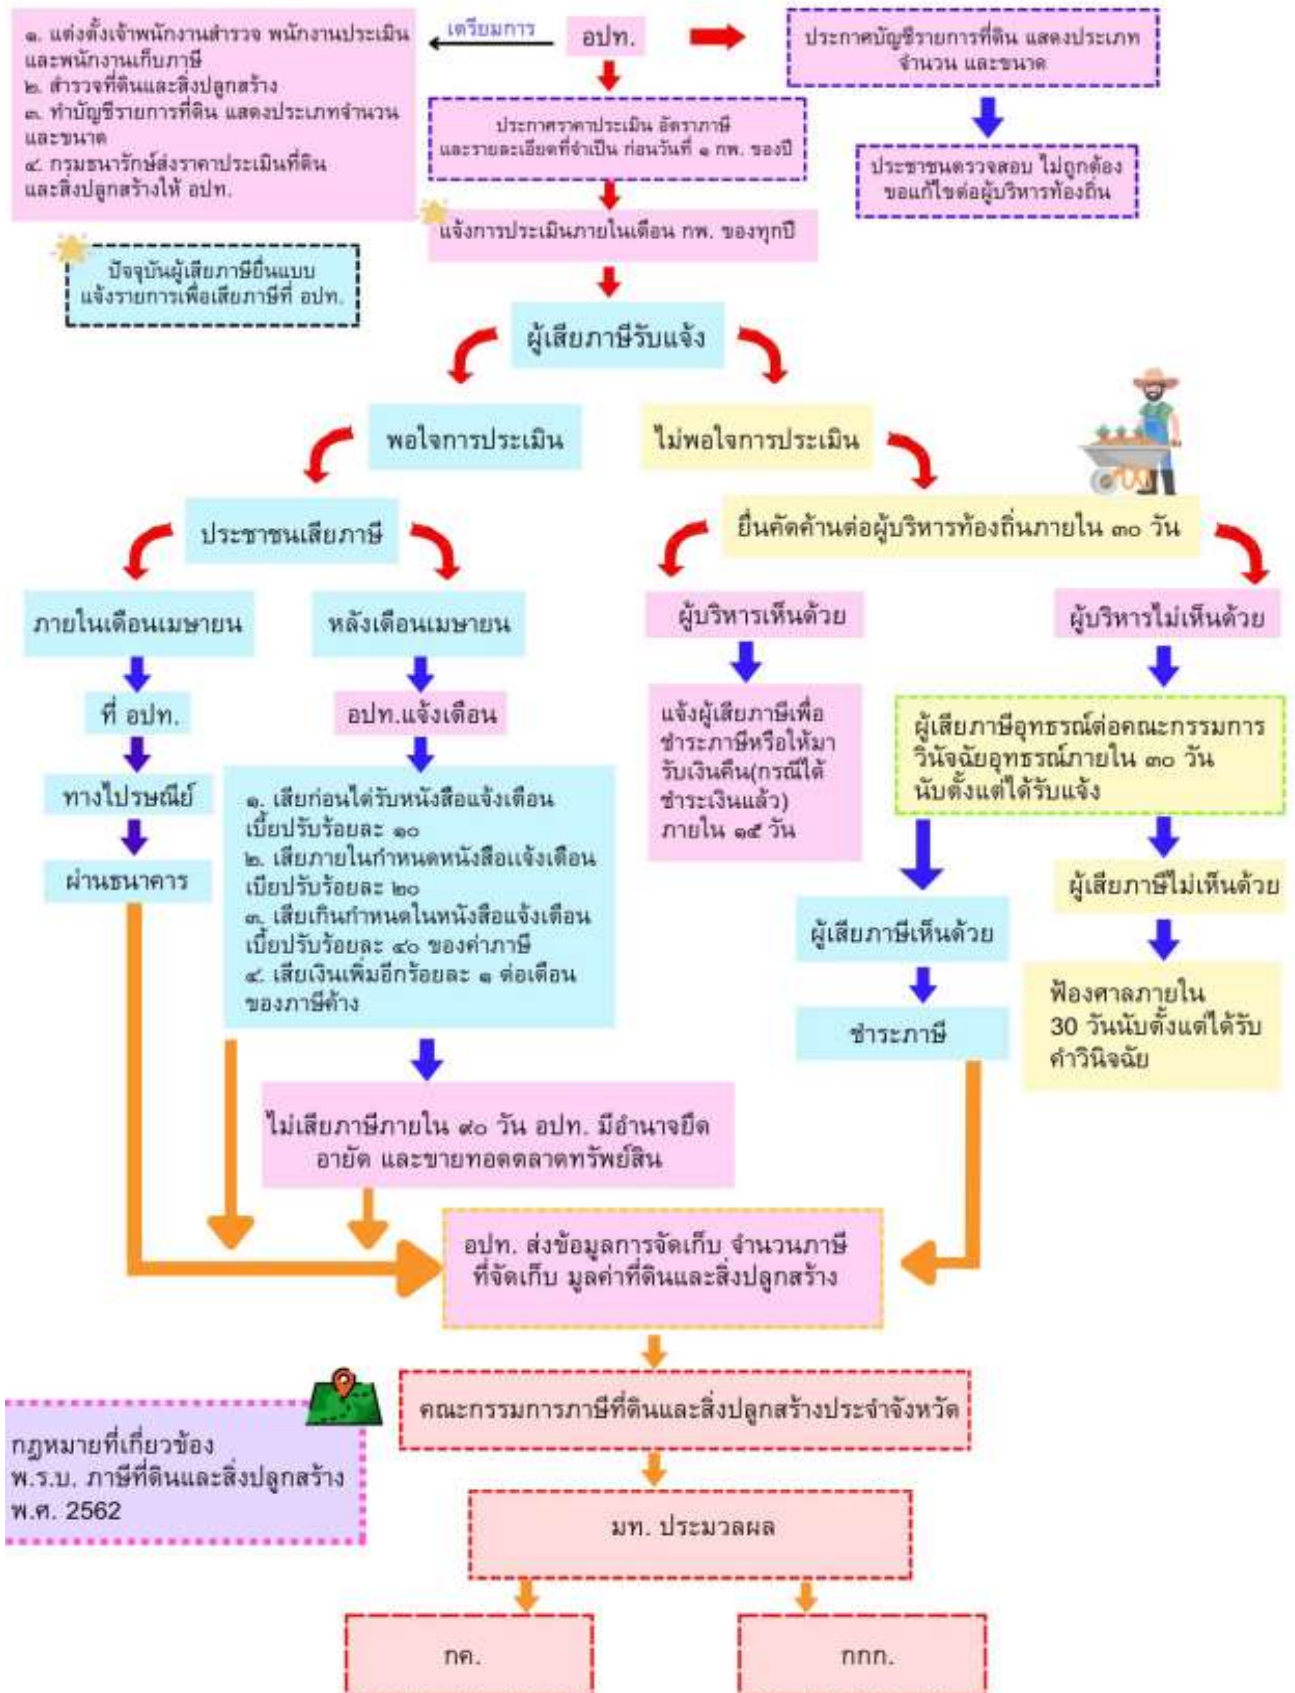 ๑. แต่งตั้งเจ้าพนักงานสำรวจ พนักงานประเมิน
และพนักงานเก็บภาษี
๒. สำรวจที่ดินและสิ่งปลูกสร้าง
๓. ทำบัญชีรายการที่ดิน แสดงประเภทจำนวน
และขนาด
๔. กรมธนารักษ์ส่งราคาประเมินที่ดิน
และสิ่งปลูกสร้างให้ อปท.
เตรียมการ
อปท.
ประกาศบัญชีรายการที่ดิน แสดงประเภท
จำนวน และขนาด
ประกาศราคาประเมิน อัตราภาษี
และรายละเอียดที่จำเป็น ก่อนวันที่ ๑ กพ. ของปี
ประชาชนตรวจสอบ ไม่ถูกต้อง
ขอแก้ไขต่อผู้บริหารท้องถิ่น
แจ้งการประเมินภายในเดือน กพ. ของทุกปี
ปัจจุบันผู้เสียภาษียื่นแบบ
แจ้งรายการเพื่อเสียภาษีที่ อปท.
ผู้เสียภาษีรับแจ้ง
พอใจการประเมิน
ไม่พอใจการประเมิน
ประชาชนเสียภาษี
ยื่นคัดค้านต่อผู้บริหารท้องถิ่นภายใน ๓๐ วัน
ภายในเดือนเมษายน
หลังเดือนเมษายน
ผู้บริหารเห็นด้วย
ผู้บริหารไม่เห็นด้วย
ที่ อปท.
อปท.แจ้งเตือน
แจ้งผู้เสียภาษีเพื่อ
ชำระภาษีหรือให้มา
รับเงินคืน(กรณีได้
ชำระเงินแล้ว)
ภายใน ๑๕ วัน
ผู้เสียภาษีอุทธรณ์ต่อคณะกรรมการ
วินัจฉัยอุทธรณ์ภายใน ๓๐ วัน
นับตั้งแต่ได้รับแจ้ง
ทางไปรษณีย์
ผ่านธนาคาร
๑. เสียก่อนได่รับหนังสือแจ้งเตือน
เบี้ยปรับร้อยละ ๑๐
๒. เสียภายในกำหนดหนังสือแจ้งเตือน
เบียปรับร้อยละ ๒๐
๓. เสียเกินกำหนดในหนังสือแจ้งเตือน
เบี้ยปรับร้อยละ ๔๐ ของค่าภาษี
๔. เสียเงินเพิ่มอีกร้อยละ ๑ ต่อเดือน
ของภาษีค้าง
ผู้เสียภาษีเห็นด้วย
ผู้เสียภาษีไม่เห็นด้วย
ชำระภาษี
ฟ้องศาลภายใน
30 วันนับตั้งแต่ได้รับ
คำวินิจฉัย
ไม่เสียภาษีภายใน ๙๐ วัน อปท. มีอำนาจยึด
อายัด และขายทอดตลาดทรัพย์สิน
อปท. ส่งข้อมูลการจัดเก็บ จำนวนภาษี
ที่จัดเก็บ มูลค่าที่ดินและสิ่งปลูกสร้าง
คณะกรรมการภาษีที่ดินและสิ่งปลูกสร้างประจำจังหวัด
กฎหมายที่เกี่ยวข้อง
พ.ร.บ. ภาษีที่ดินและสิ่งปลูกสร้าง
พ.ศ. 2562
มท. ประมวลผล
กค.
กกถ.